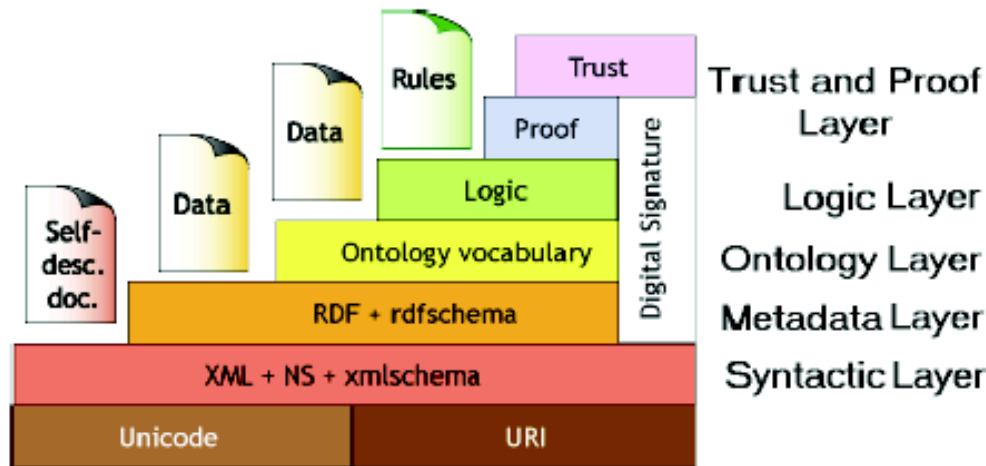 Rules
Trust
Trust and Proof
Layer
Data
Proof
Digital Signature
Data
Logic
Logic Layer
Self-
desc.
doc.
Ontology vocabulary
Ontology Layer
RDF + rdfschema
Metadata Layer
XML + NS + xmlschema
Syntactic Layer
Unicode
URI